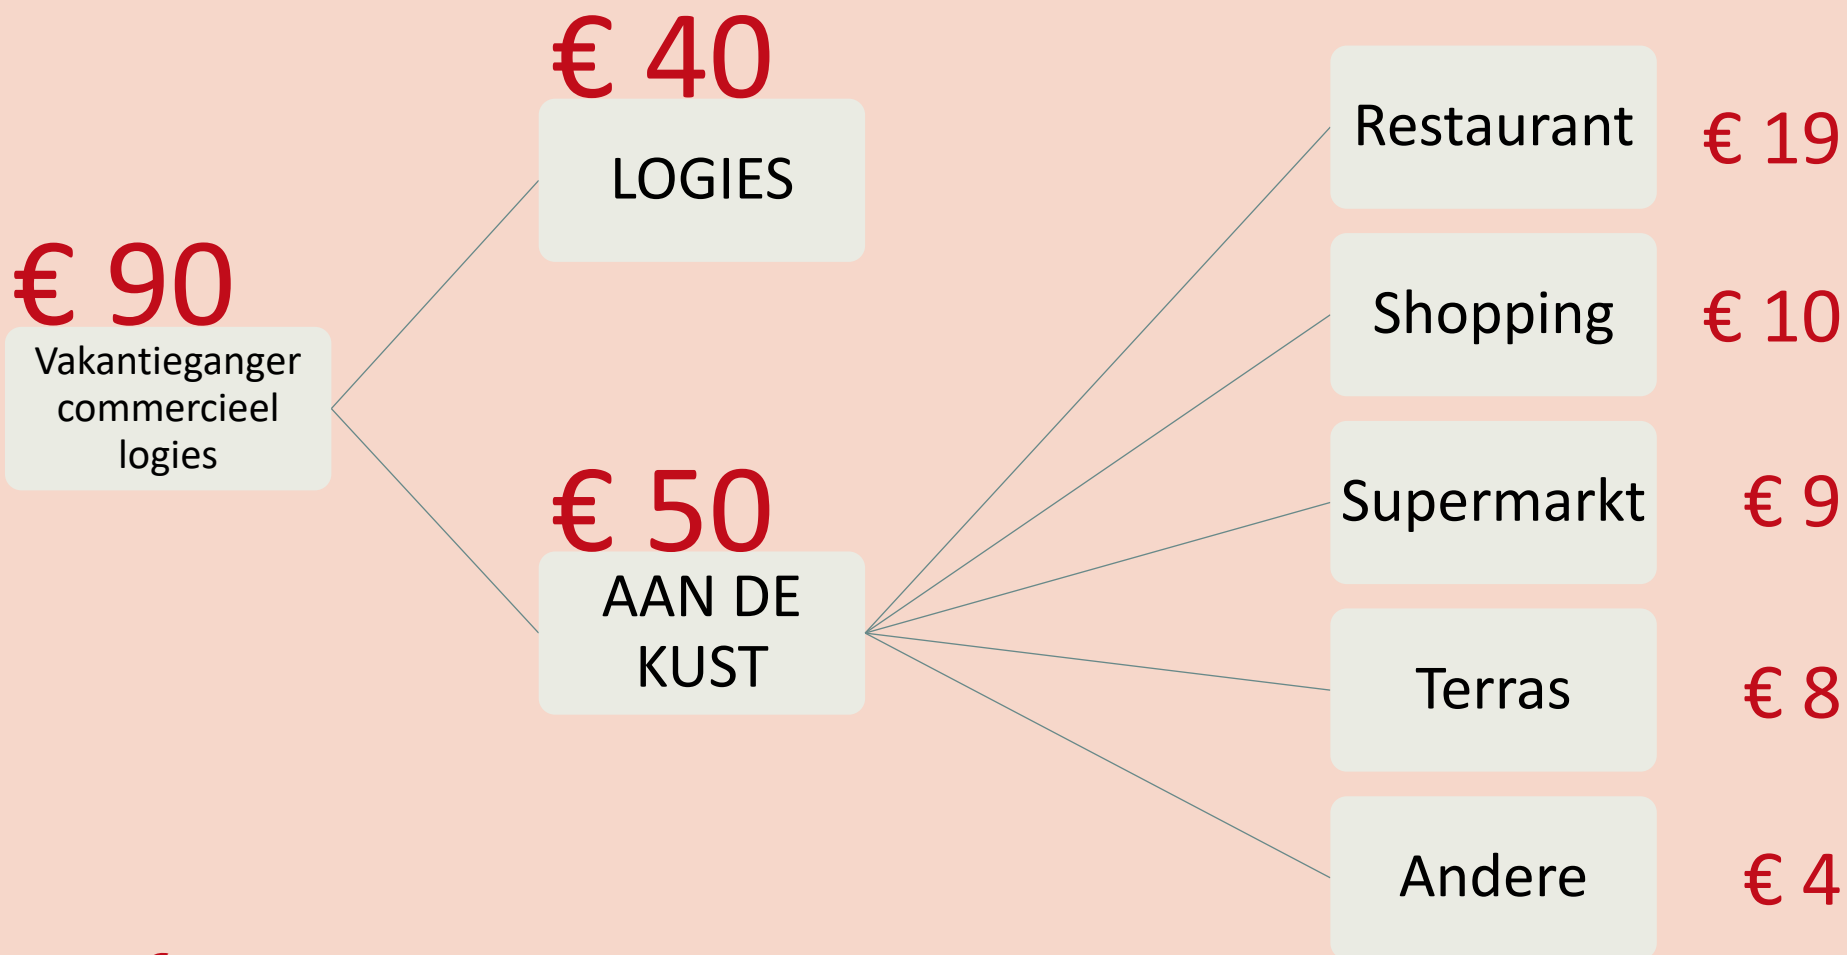 € 90
Vakantieganger
commercieel
logies
€ 40
LOGIES
€ 50
AAN DE
KUST
Restaurant
€ 19
Shopping
€ 10
Supermarkt
€ 9
Terras
€ 8
Andere
€ 4